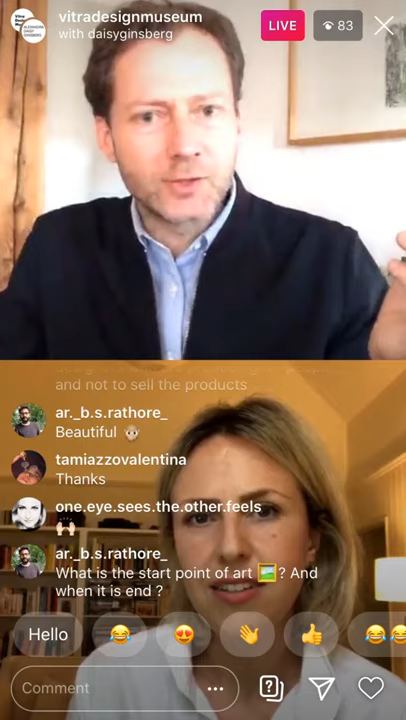 vitradesignmuseum
with daisyginsberg
LIVE
83
and not to sell the products
ar._b.s.rathore_
Beautiful
tamiazzovalentina
Thanks
one.eye.sees.the.other.feels
ar._b.s.rathore_
What is the start point of art ? And
when it is end ?
Hello
Comment